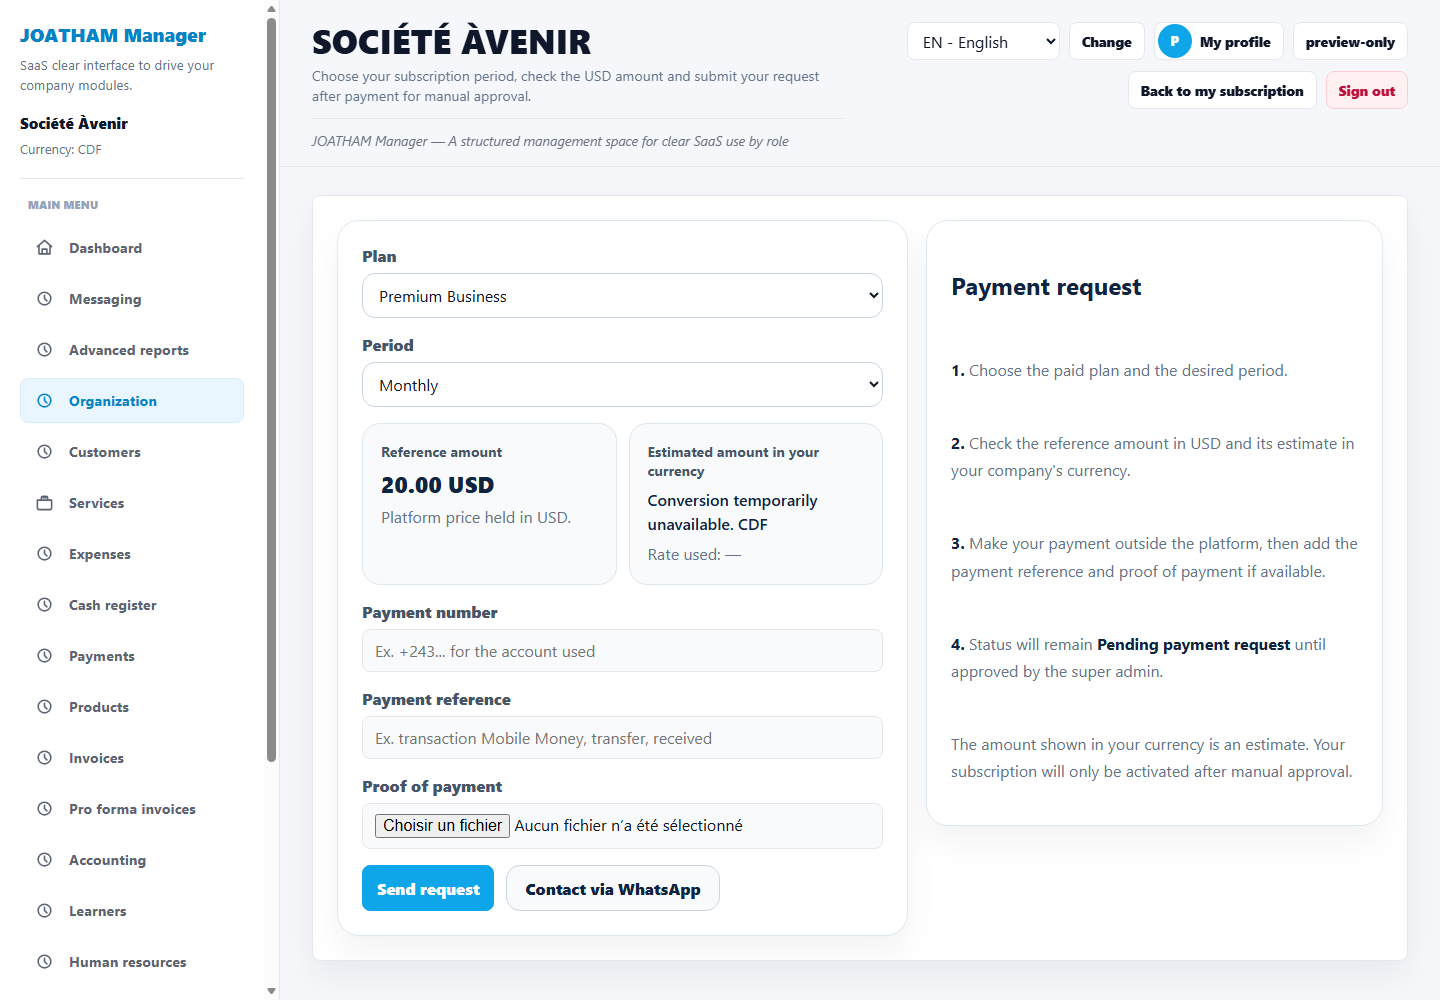 JOATHAM Manager
SaaS clear interface to drive your
company modules.
Société Àvenir
Currency: CDF
MAIN MENU
Dashboard
Messaging
Advanced reports
Organization
Customers
Services
Expenses
Cash register
Payments
Products
Invoices
Pro forma invoices
Accounting
Learners
Human resources
SOCIÉTÉ ÀVENIR
Choose your subscription period, check the USD amount and submit your request
after payment for manual approval.
JOATHAM Manager — A structured management space for clear SaaS use by role
EN - English
Change
P
My profile
preview-only
Back to my subscription
Sign out
Plan
Premium Business
Period
Monthly
Reference amount
20.00 USD
Platform price held in USD.
Estimated amount in your
currency
Conversion temporarily
unavailable. CDF
Rate used: —
Payment number
Ex. +243... for the account used
Payment reference
Ex. transaction Mobile Money, transfer, received
Proof of payment
Choisir un fichier Aucun fichier n'a été sélectionné
Send request
Contact via WhatsApp
Payment request
1. Choose the paid plan and the desired period.
2. Check the reference amount in USD and its estimate in
your company's currency.
3. Make your payment outside the platform, then add the
payment reference and proof of payment if available.
4. Status will remain Pending payment request until
approved by the super admin.
The amount shown in your currency is an estimate. Your
subscription will only be activated after manual approval.